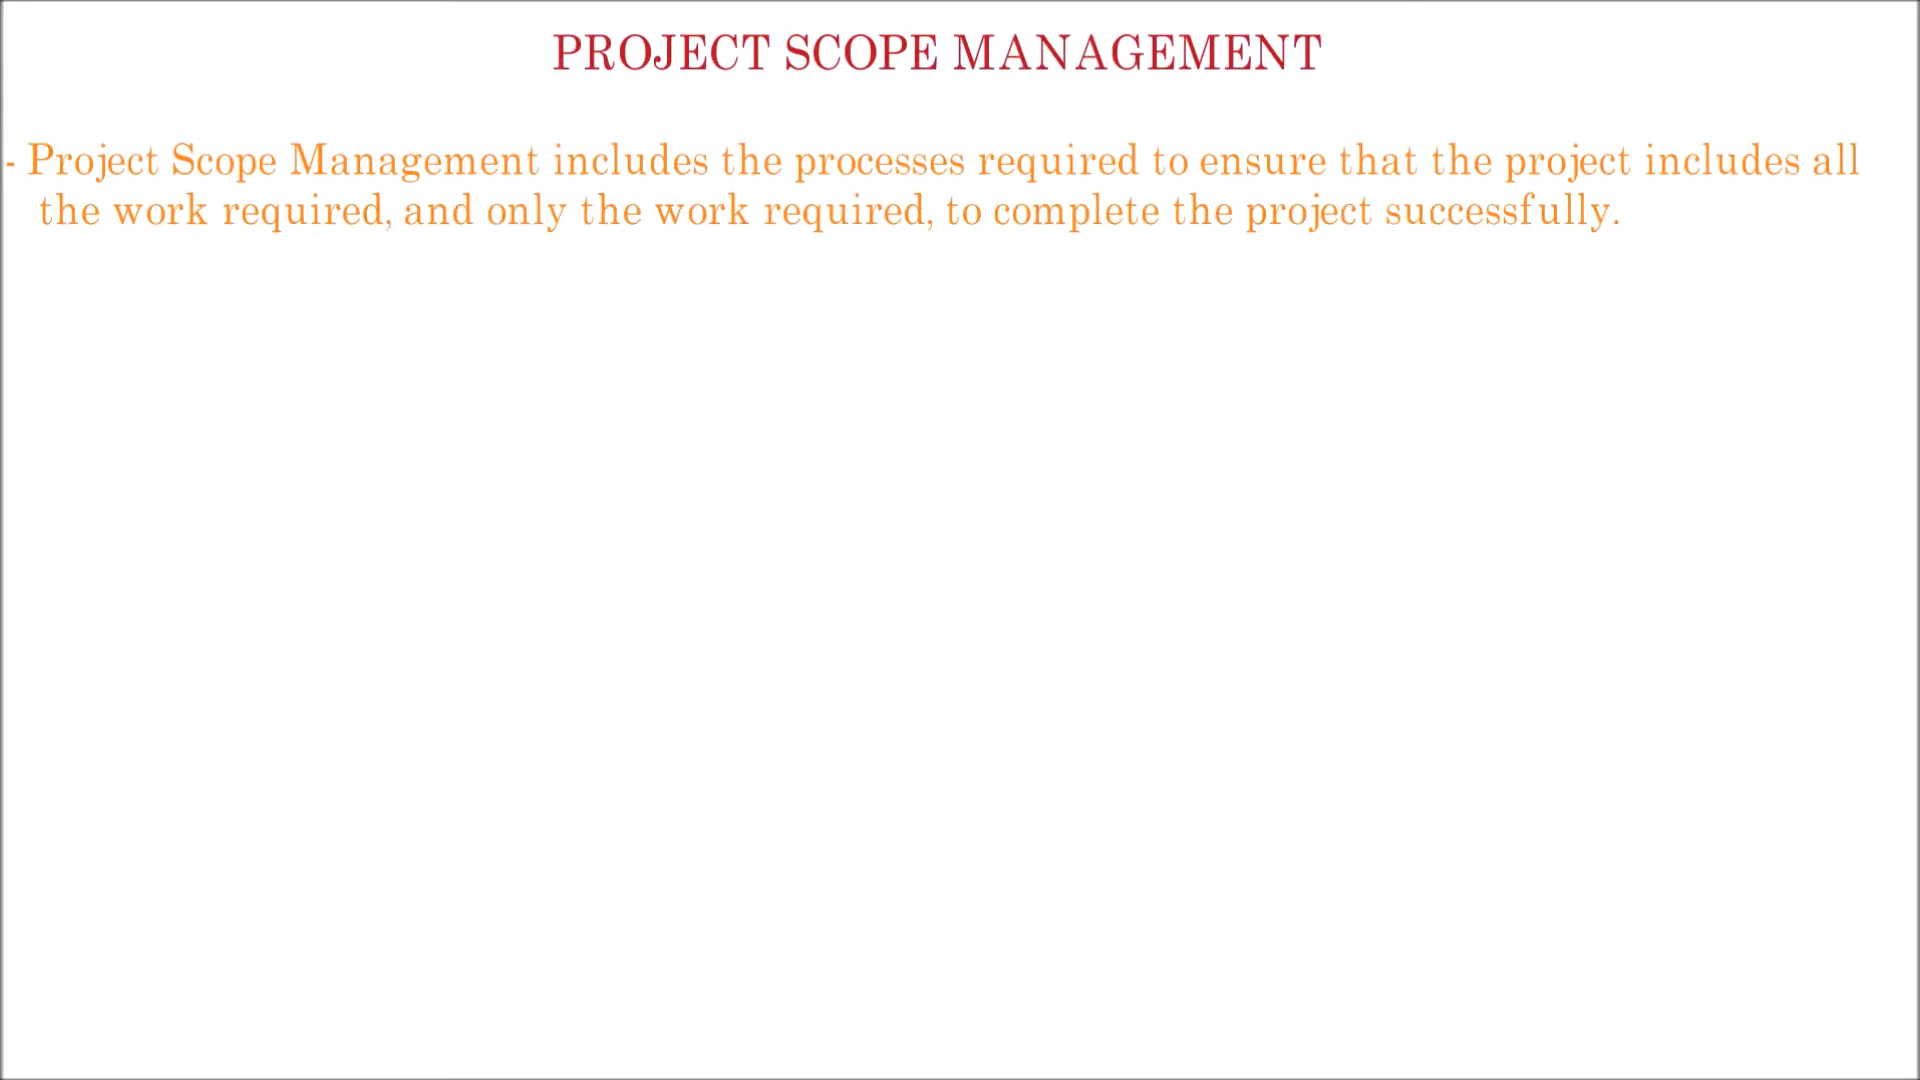 PROJECT SCOPE MANAGEMENT
- Project Scope Management includes the processes required to ensure that the project includes all
the work required, and only the work required, to complete the project successfully.